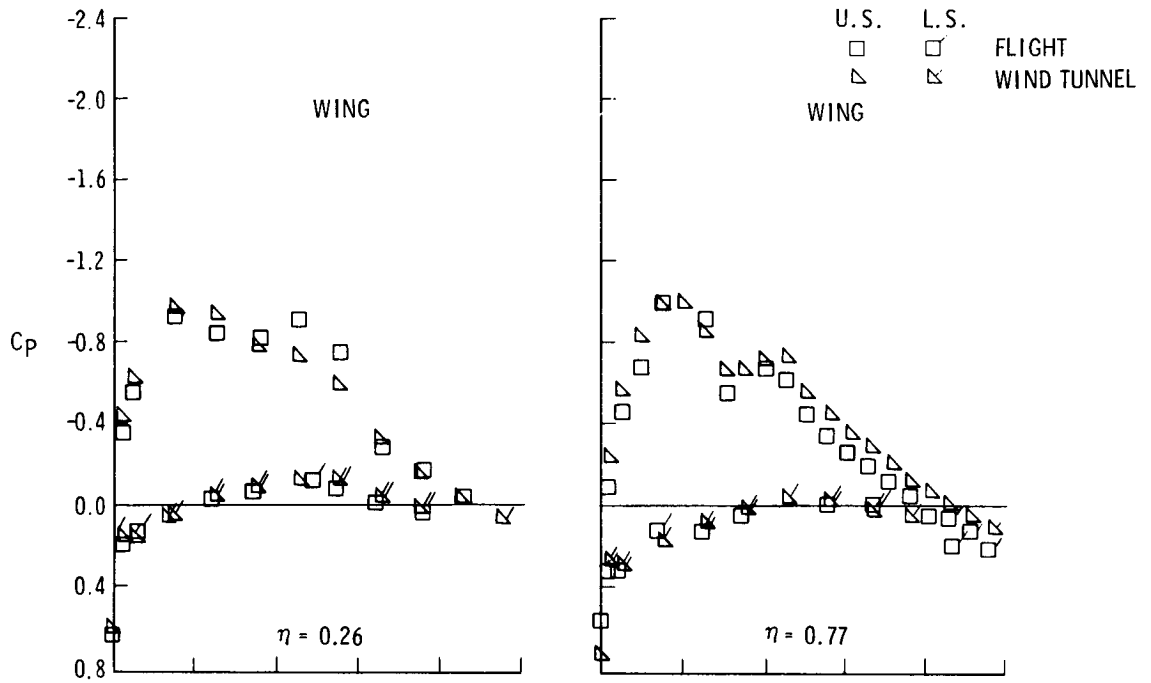 U.S. L.S.
FLIGHT
WIND TUNNEL
-2.4
-2.0
-1.6
-1.2
-0.8
-0.4
0.0
0.4
0.8
CP
WING
η = 0.26
WING
η = 0.77